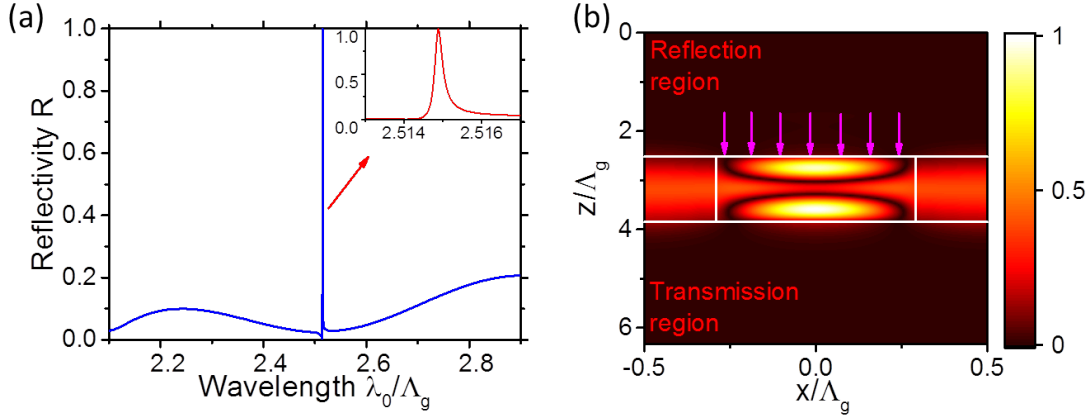 (a)
1.0
0.8
0.6
0.4
0.2
0.0
Reflectivity R
1.0
0.5
0.0
2.514
2.516
2.2
2.4
2.6
2.8
Wavelength λ₀/Λg
(b)
0
2
4
6
z/Λg
Reflection
region
Transmission
region
-0.5
0.0
0.5
x/Λg
1
0.5
0